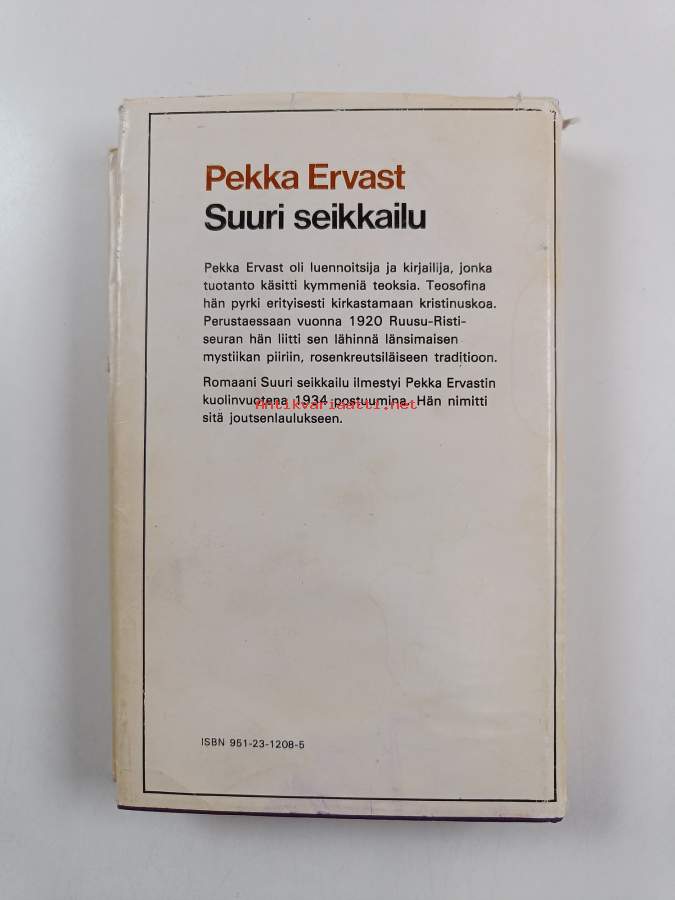 Pekka Ervast
Suuri seikkailu
Pekka Ervast oli luennoitsija ja kirjailija, jonka
tuotanto käsitti kymmeniä teoksia. Teosofina
hän pyrki erityisesti kirkastamaan kristinuskoa.
Perustaessaan vuonna 1920 Ruusu-Risti-
seuran hän liitti sen lähinnä länsimaisen
mystiikan piiriin, rosenkreutsiläiseen traditioon.
Romaani Suuri seikkailu ilmestyi Pekka Ervastin
kuolinvuotena 1934 postuumina. Hän nimitti
Antikvariaatti.net
sitä joutsenlaulukseen.
ISBN 951-23-1208-5